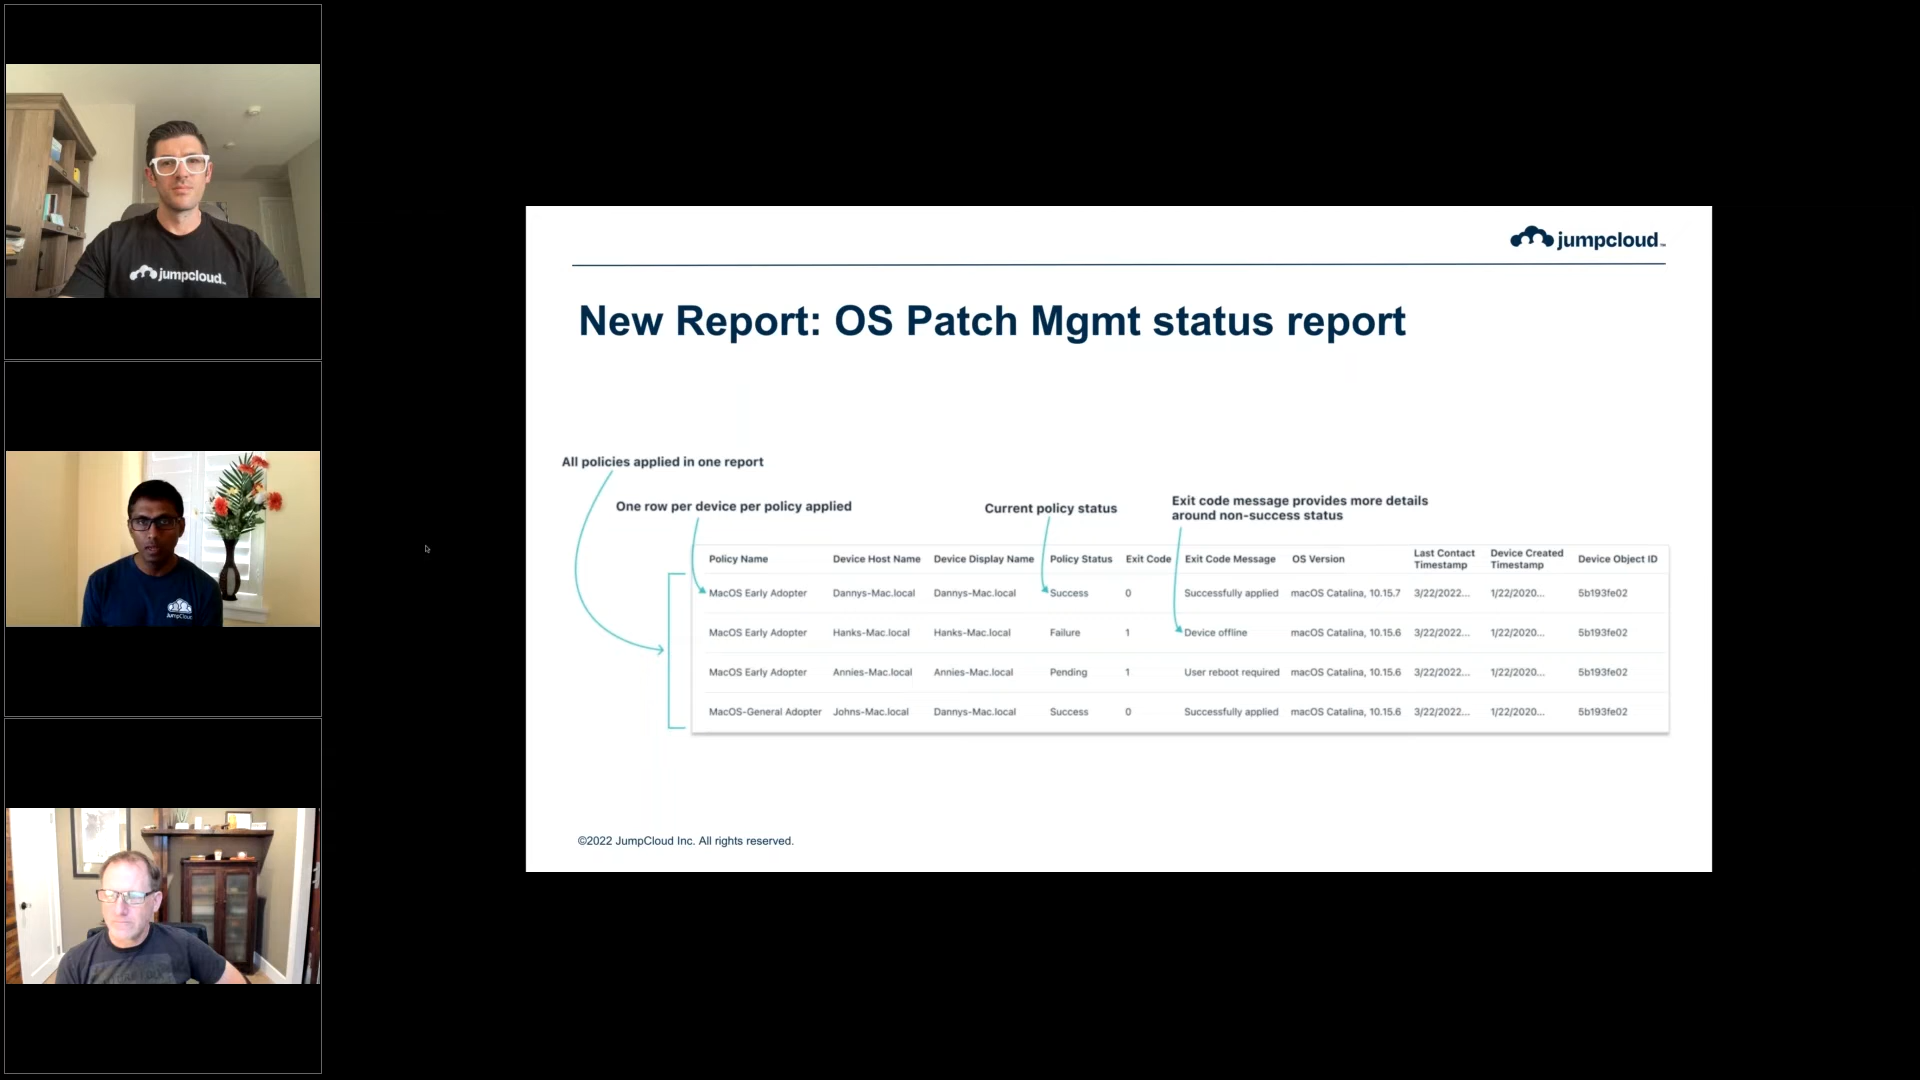 jumpcloud
JumpCloud
jumpcloud
New Report: OS Patch Mgmt status report
All policies applied in one report
One row per device per policy applied
Current policy status
Exit code message provides more details
around non-success status
Policy Name Device Host Name Device Display Name Policy Status Exit Code Exit Code Message OS Version Last Contact Timestamp Device Created Timestamp Device Object ID
MacOS Early Adopter Dannys-Mac.local Dannys-Mac.local Success 0 Successfully applied macOS Catalina, 10.15.7 3/22/2022... 1/22/2020... 5b193fe02
MacOS Early Adopter Hanks-Mac.local Hanks-Mac.local Failure 1 Device offline macOS Catalina, 10.15.6 3/22/2022... 1/22/2020... 5b193fe02
MacOS Early Adopter Annies-Mac.local Annies-Mac.local Pending 1 User reboot required macOS Catalina, 10.15.6 3/22/2022... 1/22/2020... 5b193fe02
MacOS-General Adopter Johns-Mac.local Dannys-Mac.local Success 0 Successfully applied macOS Catalina, 10.15.6 3/22/2022... 1/22/2020... 5b193fe02
©2022 JumpCloud Inc. All rights reserved.